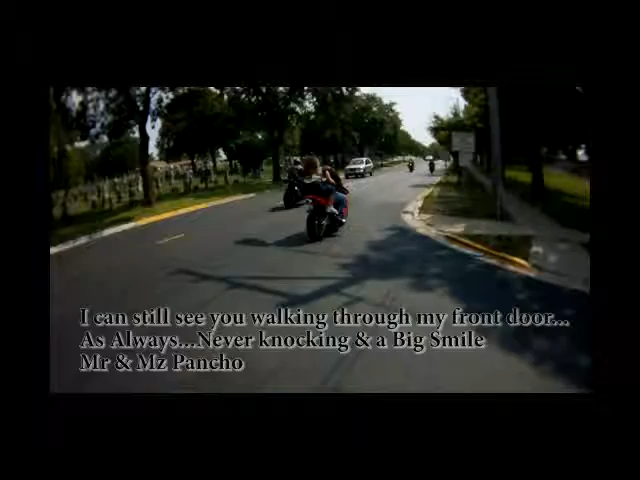 I can still see you walking through my front door...
As Always...Never knocking & a Big Smile
Mr & Mz Pancho